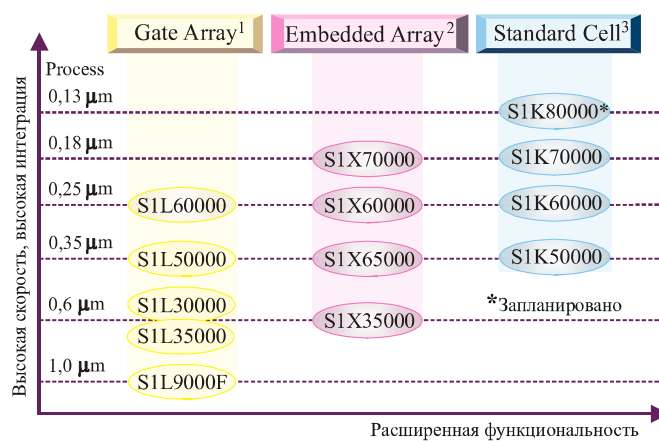 Gate Array¹ Embedded Array² Standard Cell³
Process
0,13 µm S1K80000*
0,18 µm S1X70000 S1K70000
0,25 µm S1L60000 S1X60000 S1K60000
0,35 µm S1L50000 S1X65000 S1K50000
S1L30000 *Запланировано
0,6 µm S1X35000
S1L35000
1,0 µm S1L9000F
Высокая скорость, высокая интеграция
Расширенная функциональность